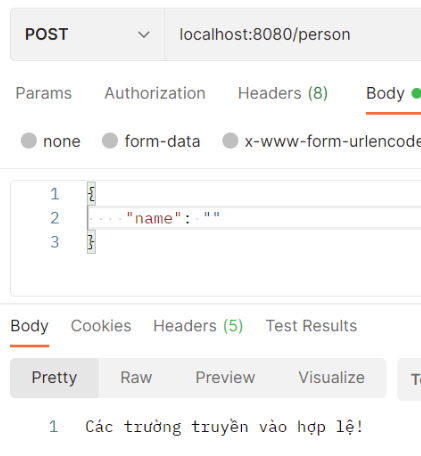 POST localhost:8080/person
Params Authorization Headers (8) Body
none form-data x-www-form-urlencode
1 {
2 "name": ""
3 }
Body Cookies Headers (5) Test Results
Pretty Raw Preview Visualize
1 Các trường truyền vào hợp lệ!